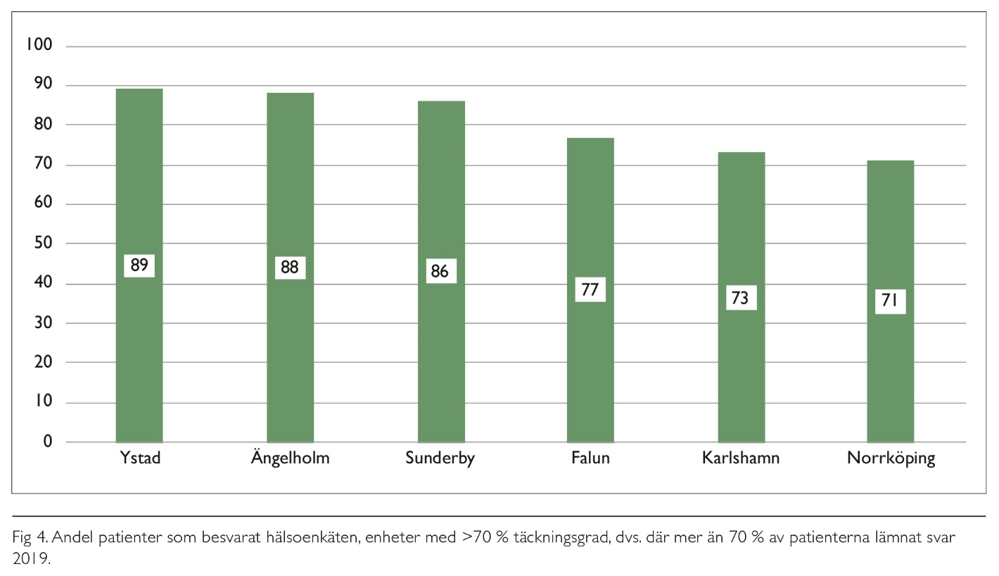 100
90
80
70
60
50
40
30
20
10
0
89
88
86
77
73
71
Ystad
Ängelholm
Sunderby
Falun
Karlshamn
Norrköping
Fig 4. Andel patienter som besvarat hälsoenkäten, enheter med >70 % täckningsgrad, dvs. där mer än 70 % av patienterna lämnat svar
2019.